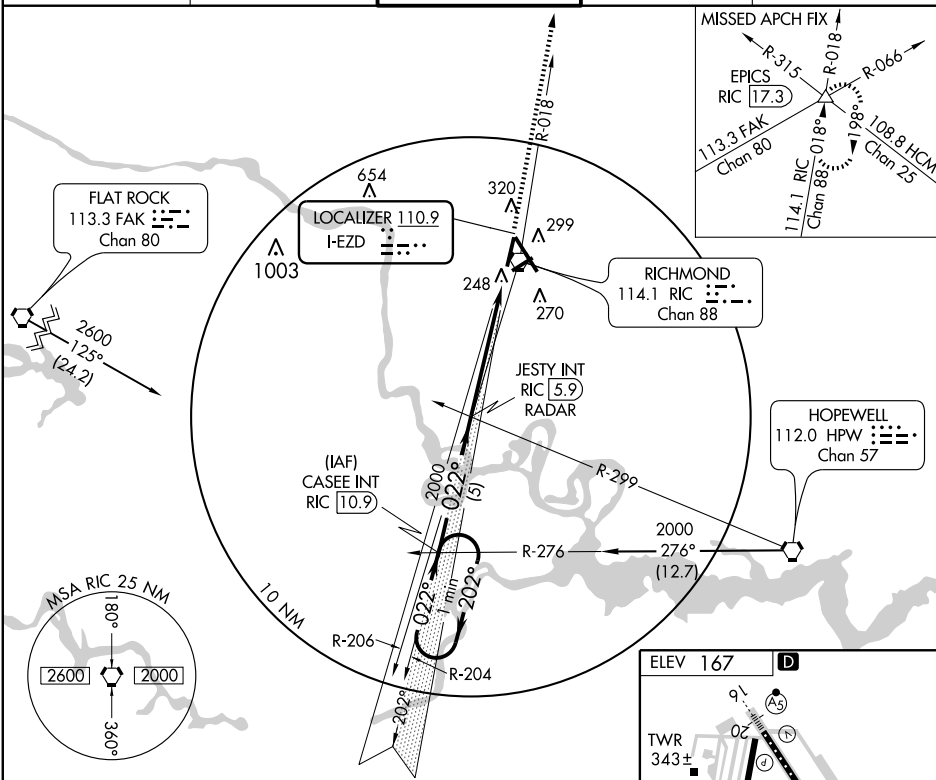 MISSED APCH FIX
R-315
R-018
R-066
EPICS
RIC 17.3
113.3 FAK
Chan 80
018°
198°
114.1 RIC
Chan 88
108.8 HCM
Chan 25
R-018
654
320
FLAT ROCK
113.3 FAK
Chan 80
LOCALIZER 110.9
I-EZD
299
1003
248
270
RICHMOND
114.1 RIC
Chan 88
2600
125°
(24.2)
JESTY INT
RIC 5.9
RADAR
HOPEWELL
112.0 HPW
Chan 57
(IAF)
CASEE INT
RIC 10.9
2000
022°
(5)
R-299
R-276
2000
276°
(12.7)
022°
1 min
202°
10 NM
MSA RIC 25 NM
180°
2600
2000
360°
R-206
R-204
202°
ELEV 167
D
16
A5
20
TWR
343±
P